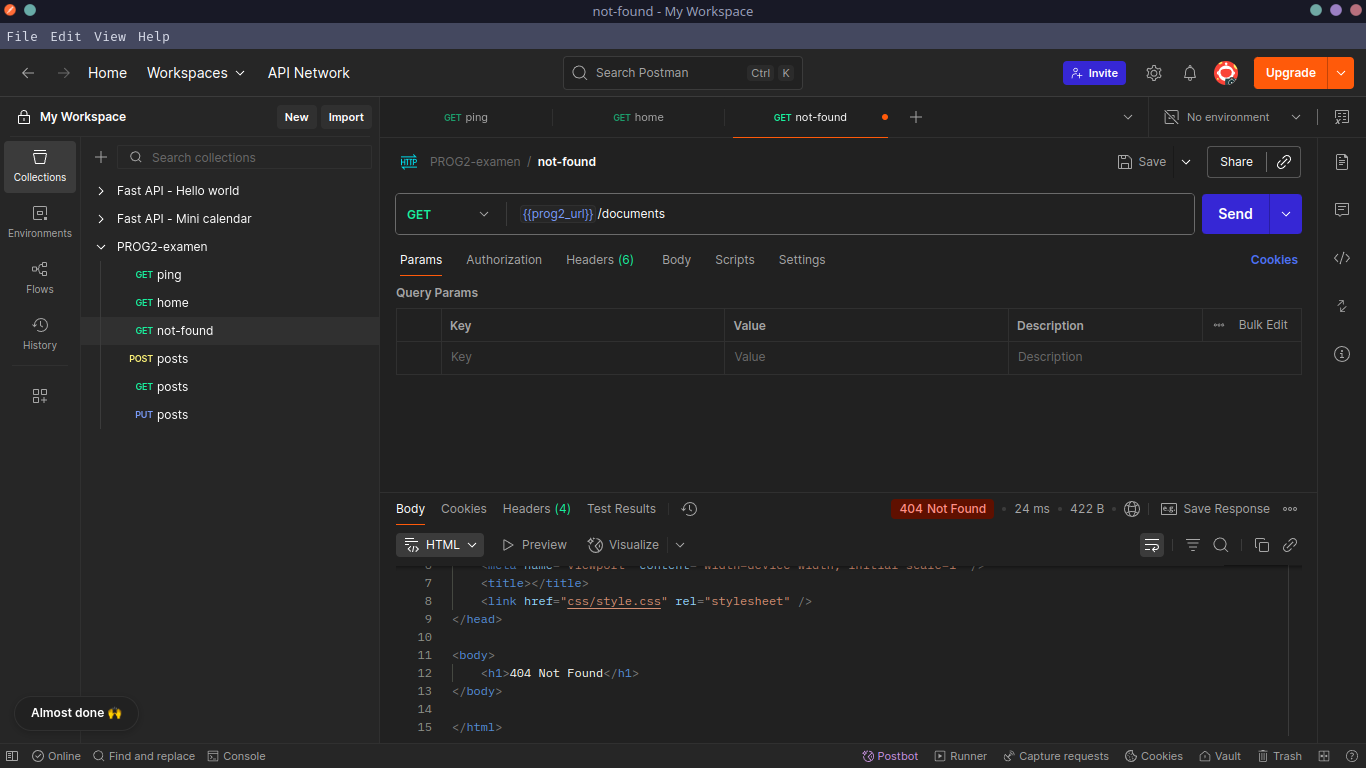 not-found - My Workspace
File Edit View Help
Home Workspaces API Network Search Postman Ctrl K Invite Upgrade
My Workspace New Import
GET ping GET home GET not-found No environment
Collections
Environments
Flows
History
Search collections
Fast API - Hello world
Fast API - Mini calendar
PROG2-examen
GET ping
GET home
GET not-found
POST posts
GET posts
PUT posts
Almost done 🙌
HTTP PROG2-examen / not-found Save Share
GET {{prog2_url}}/documents Send
Params Authorization Headers (6) Body Scripts Settings Cookies
Query Params
Key Value Description Bulk Edit
Key Value Description
Body Cookies Headers (4) Test Results 404 Not Found 24 ms 422 B e.g. Save Response
HTML Preview Visualize
6 <meta name="viewport" content="width=device-width, initial-scale=1" />
7 <title></title>
8 <link href="css/style.css" rel="stylesheet" />
9 </head>
10
11 <body>
12 <h1>404 Not Found</h1>
13 </body>
14
15 </html>
Online Find and replace Console Postbot Runner Capture requests Cookies Vault Trash